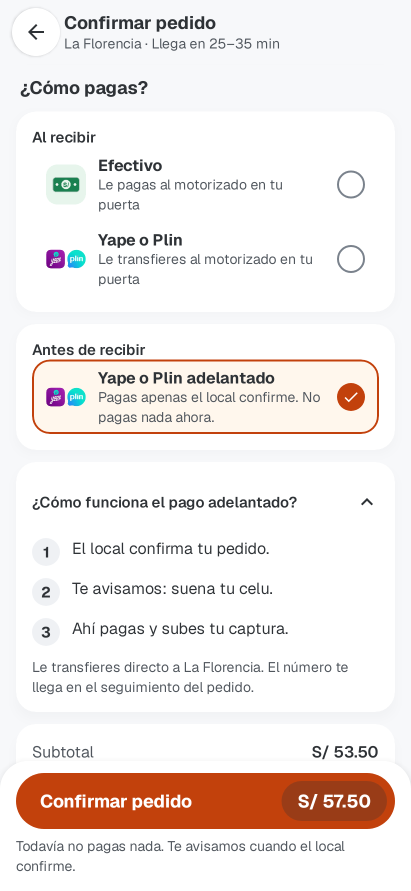 Confirmar pedido
La Florencia · Llega en 25–35 min
¿Cómo pagas?
Al recibir
Efectivo
Le pagas al motorizado en tu
puerta
Yape o Plin
Le transfieres al motorizado en tu
puerta
plin
Antes de recibir
Yape o Plin adelantado
Pagas apenas el local confirme. No
pagas nada ahora.
plin
¿Cómo funciona el pago adelantado?
1 El local confirma tu pedido.
2 Te avisamos: suena tu celu.
3 Ahí pagas y subes tu captura.
Le transfieres directo a La Florencia. El número te
llega en el seguimiento del pedido.
Subtotal S/ 53.50
Confirmar pedido S/ 57.50
Todavía no pagas nada. Te avisamos cuando el local
confirme.